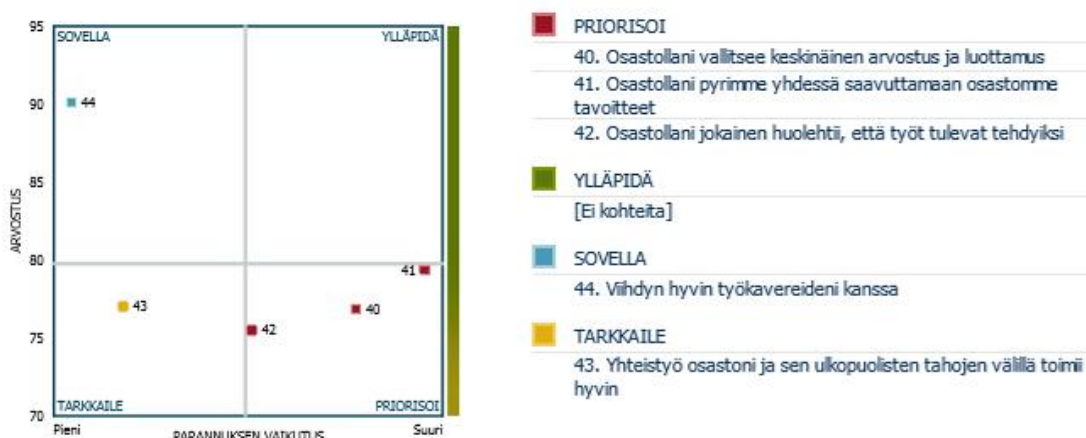 95
SOVELLA
YLLÄPIDÄ
44
90
85
ARVOSTUS
80
41
43
40
42
75
TARKKAILE
PRIORISOI
70
Pieni
PARANNUKSEN VAIKUTUS
Suuri
PRIORISOI
40. Osastollani vallitsee keskinäinen arvostus ja luottamus
41. Osastollani pyrimme yhdessä saavuttamaan osastomme
tavoitteet
42. Osastollani jokainen huolehtii, että työt tulevat tehdyiksi
YLLÄPIDÄ
[Ei kohteita]
SOVELLA
44. Viihdyn hyvin työkavereideni kanssa
TARKKAILE
43. Yhteistyö osastoni ja sen ulkopuolisten tahojen välillä toimii
hyvin